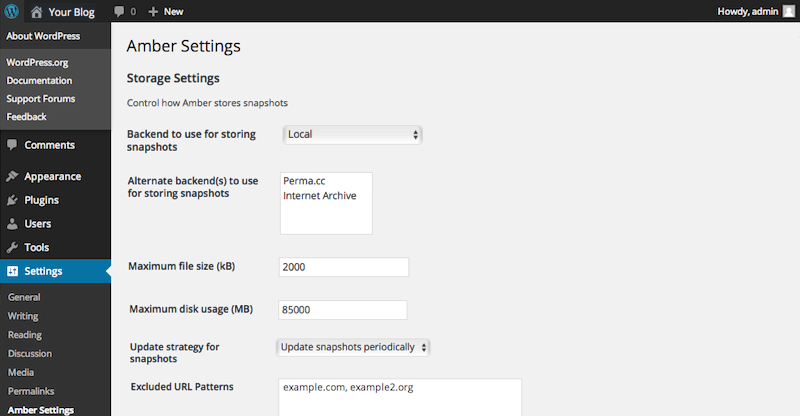 Your Blog 0 New Howdy, admin
About WordPress
WordPress.org
Documentation
Support Forums
Feedback
Comments
Appearance
Plugins
Users
Tools
Settings
General
Writing
Reading
Discussion
Media
Permalinks
Amber Settings
Amber Settings
Storage Settings
Control how Amber stores snapshots
Backend to use for storing
snapshots
Local
Alternate backend(s) to use
for storing snapshots
Perma.cc
Internet Archive
Maximum file size (kB)
2000
Maximum disk usage (MB)
85000
Update strategy for
snapshots
Update snapshots periodically
Excluded URL Patterns
example.com, example2.org